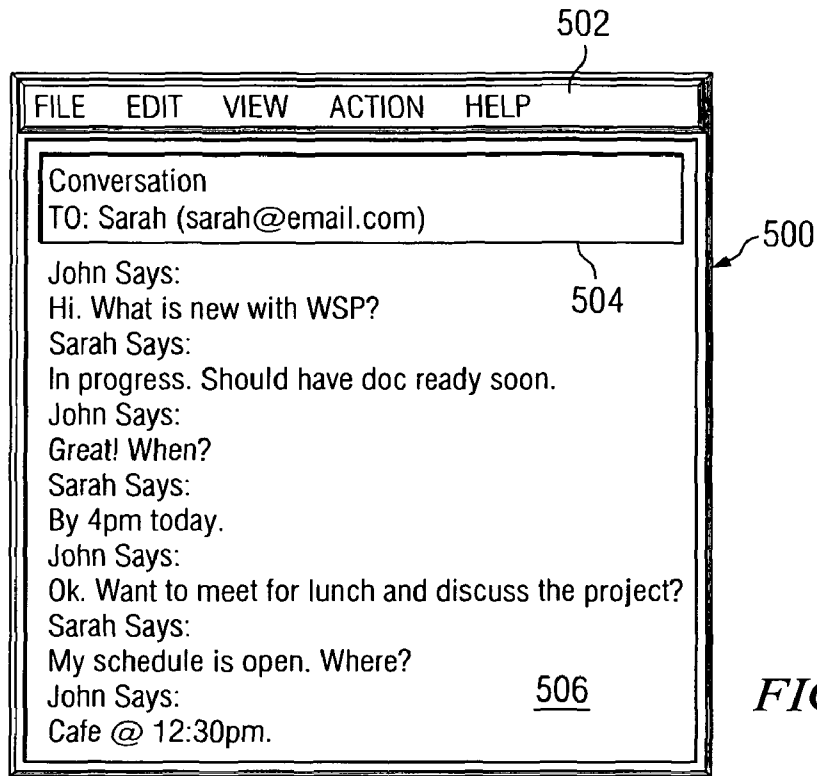 502
FILE EDIT VIEW ACTION HELP
Conversation
TO: Sarah (sarah@email.com)
500
504
John Says:
Hi. What is new with WSP?
Sarah Says:
In progress. Should have doc ready soon.
John Says:
Great! When?
Sarah Says:
By 4pm today.
John Says:
Ok. Want to meet for lunch and discuss the project?
Sarah Says:
My schedule is open. Where?
John Says:
Cafe @ 12:30pm.
506